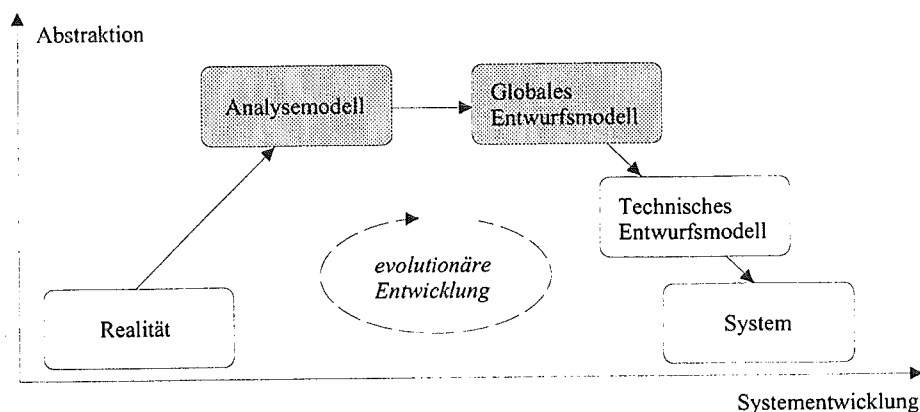 Abstraktion
Analysemodell
Globales
Entwurfsmodell
Technisches
Entwurfsmodell
evolutionäre
Entwicklung
Realität
System
Systementwicklung